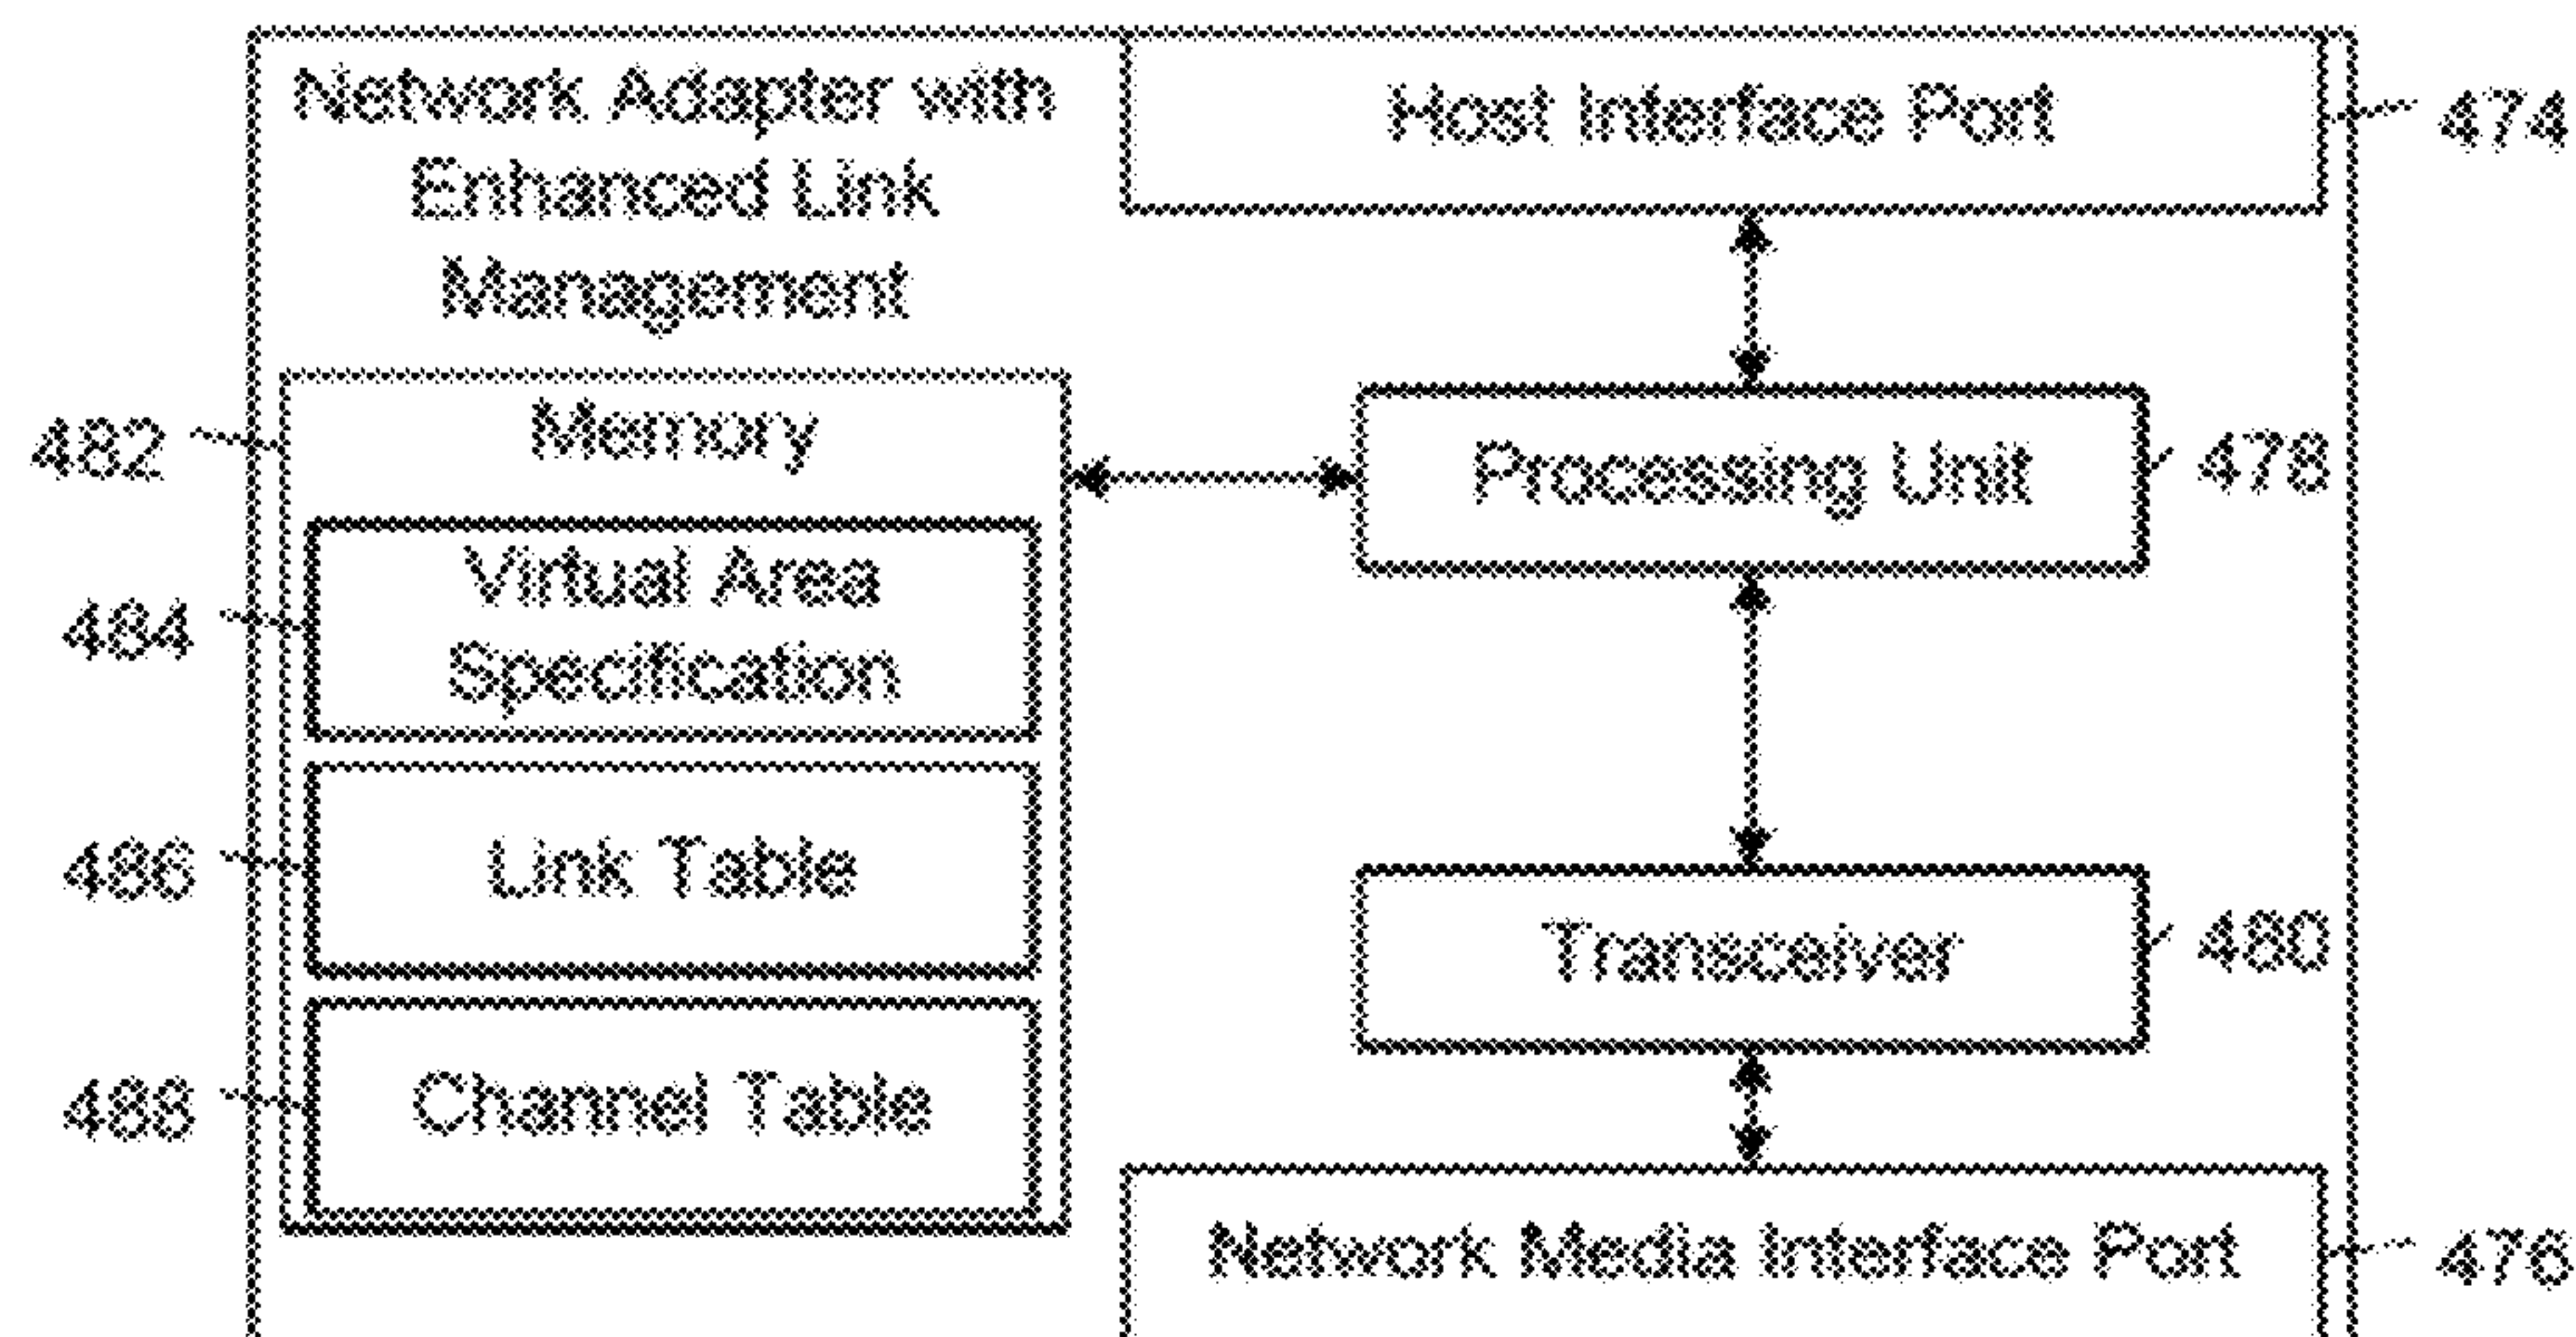 Network Adapter with
Enhanced Link
Management
Host Interface Port
474
Memory
482
Processing Unit
478
Virtual Area
Specification
484
Link Table
486
Transceiver
480
Channel Table
488
Network Media Interface Port
476